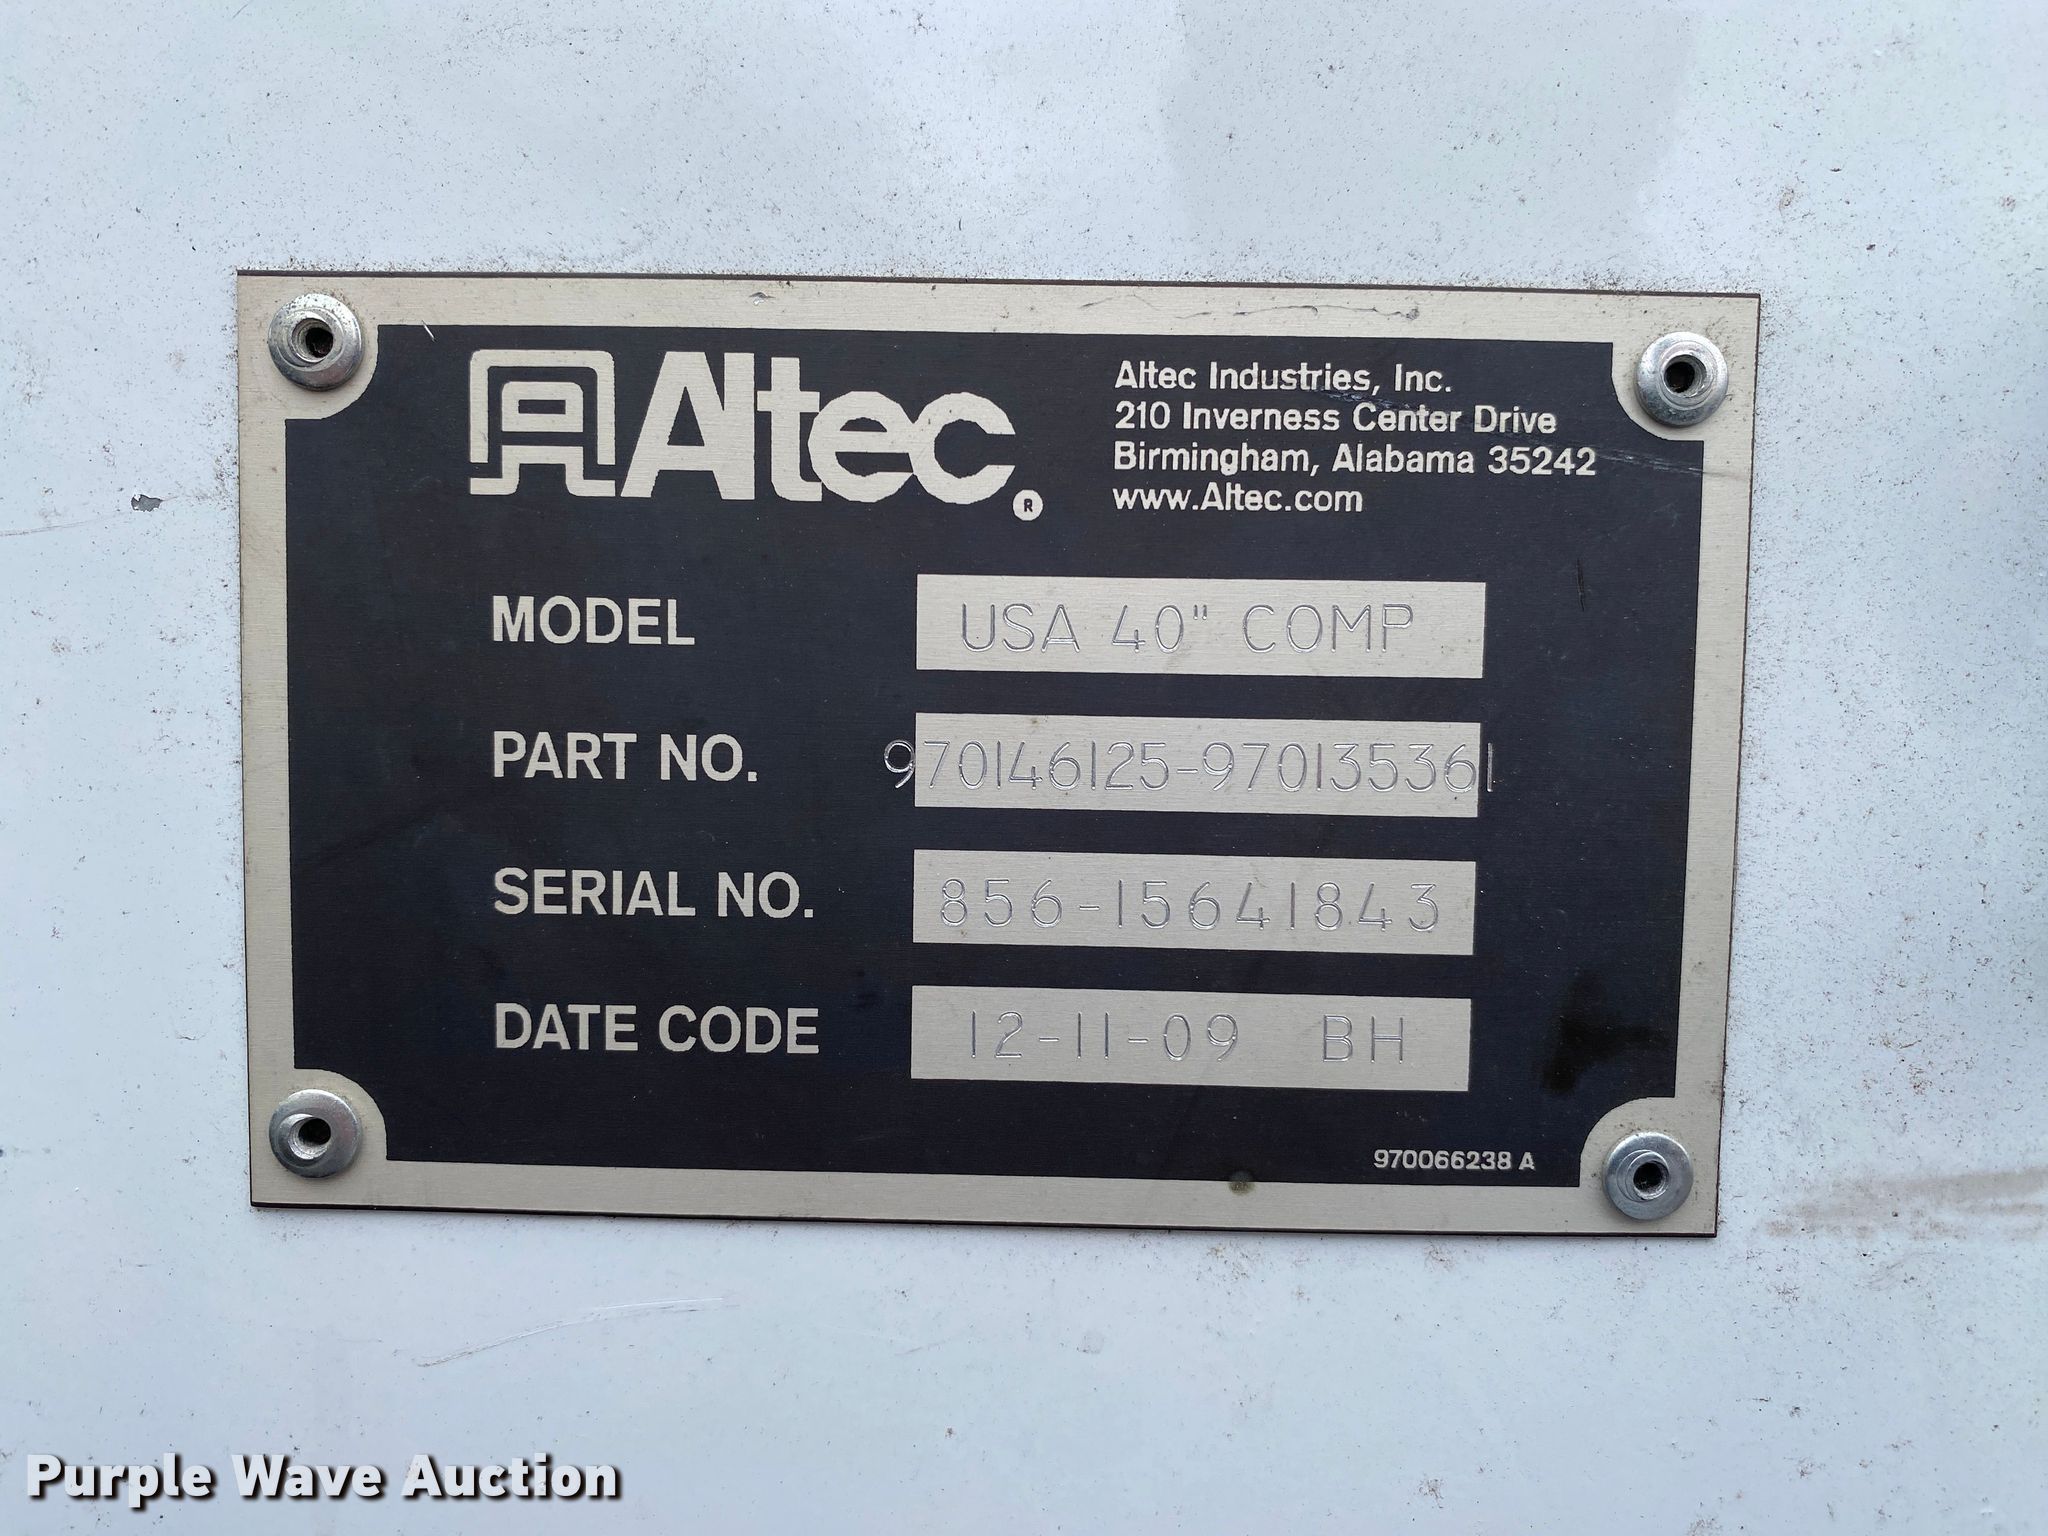 Altec®
Altec Industries, Inc.
210 Inverness Center Drive
Birmingham, Alabama 35242
www.Altec.com
MODEL USA 40" COMP
PART NO. 970146125-970135361
SERIAL NO. 856-15641843
DATE CODE 12-11-09 BH
970066238 A
Purple Wave Auction